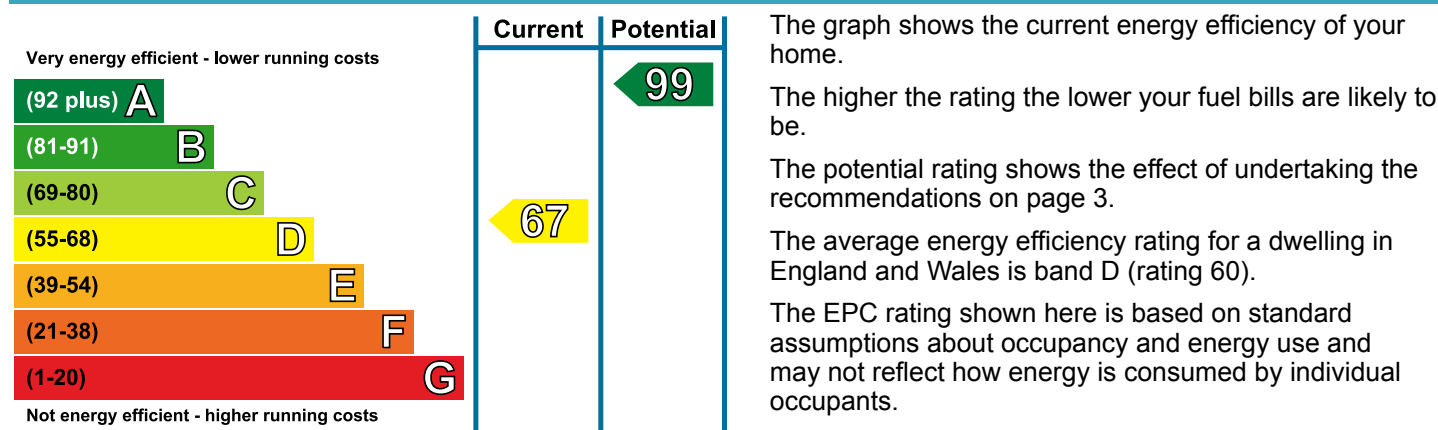 Current Potential
Very energy efficient - lower running costs
(92 plus) A
99
(81-91) B
(69-80) C
67
(55-68) D
(39-54) E
(21-38) F
(1-20) G
Not energy efficient - higher running costs
The graph shows the current energy efficiency of your
home.
The higher the rating the lower your fuel bills are likely to
be.
The potential rating shows the effect of undertaking the
recommendations on page 3.
The average energy efficiency rating for a dwelling in
England and Wales is band D (rating 60).
The EPC rating shown here is based on standard
assumptions about occupancy and energy use and
may not reflect how energy is consumed by individual
occupants.